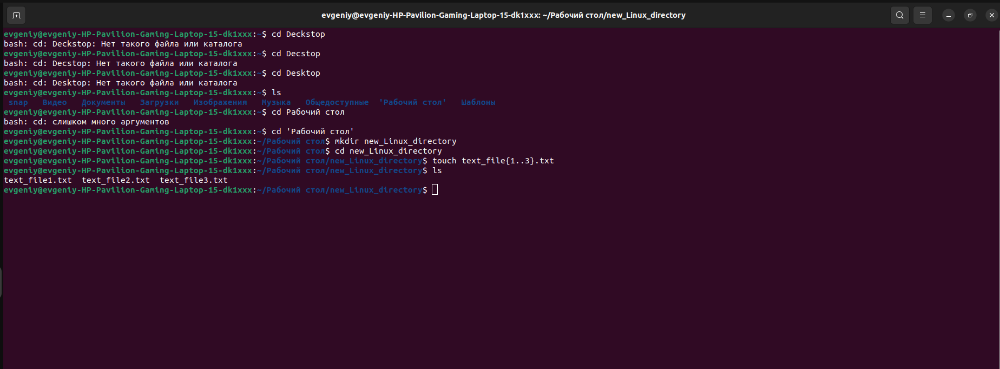 evgeniy@evgeniy-HP-Pavilion-Gaming-Laptop-15-dk1xxx: ~/Рабочий стол/new_Linux_directory
evgeniy@evgeniy-HP-Pavilion-Gaming-Laptop-15-dk1xxx:~$ cd Deckstop
bash: cd: Deckstop: Нет такого файла или каталога
evgeniy@evgeniy-HP-Pavilion-Gaming-Laptop-15-dk1xxx:~$ cd Decstop
bash: cd: Decstop: Нет такого файла или каталога
evgeniy@evgeniy-HP-Pavilion-Gaming-Laptop-15-dk1xxx:~$ cd Desktop
bash: cd: Desktop: Нет такого файла или каталога
evgeniy@evgeniy-HP-Pavilion-Gaming-Laptop-15-dk1xxx:~$ ls
snap Видео Документы Загрузки Изображения Музыка Общедоступные 'Рабочий стол' Шаблоны
evgeniy@evgeniy-HP-Pavilion-Gaming-Laptop-15-dk1xxx:~$ cd Рабочий стол
bash: cd: слишком много аргументов
evgeniy@evgeniy-HP-Pavilion-Gaming-Laptop-15-dk1xxx:~$ cd 'Рабочий стол'
evgeniy@evgeniy-HP-Pavilion-Gaming-Laptop-15-dk1xxx:~/Рабочий стол$ mkdir new_Linux_directory
evgeniy@evgeniy-HP-Pavilion-Gaming-Laptop-15-dk1xxx:~/Рабочий стол$ cd new_Linux_directory
evgeniy@evgeniy-HP-Pavilion-Gaming-Laptop-15-dk1xxx:~/Рабочий стол/new_Linux_directory$ touch text_file{1..3}.txt
evgeniy@evgeniy-HP-Pavilion-Gaming-Laptop-15-dk1xxx:~/Рабочий стол/new_Linux_directory$ ls
text_file1.txt text_file2.txt text_file3.txt
evgeniy@evgeniy-HP-Pavilion-Gaming-Laptop-15-dk1xxx:~/Рабочий стол/new_Linux_directory$